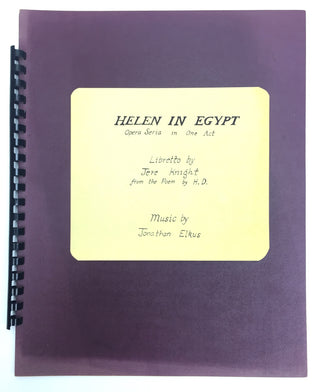 HELEN IN EGYPT
Opera Seria in One Act
Libretto by
Jere Knight
from the Poem by H.D.
Music by
Jonathan Elkus